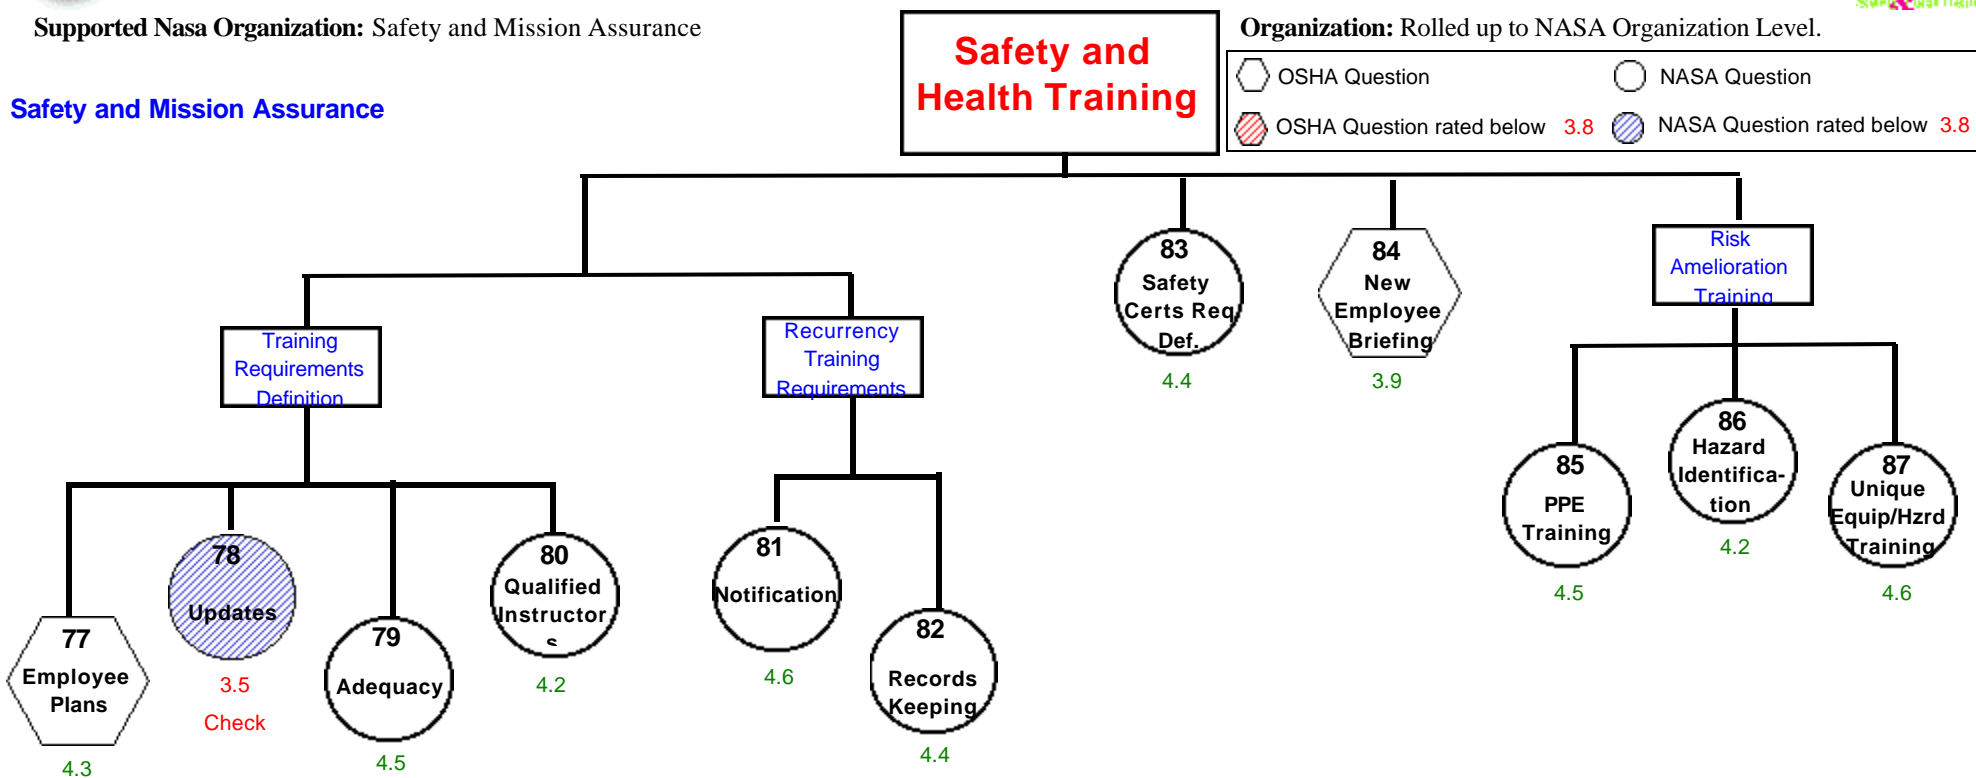 Supported Nasa Organization: Safety and Mission Assurance
Organization: Rolled up to NASA Organization Level.
Safety and
Health Training
OSHA Question
NASA Question
OSHA Question rated below 3.8
NASA Question rated below 3.8
Safety and Mission Assurance
83
Safety
Certs Req
Def.
4.4
84
New
Employee
Briefing
3.9
Risk
Amelioration
Training
Training
Requirements
Definition
Recurrency
Training
Requirements
85
PPE
Training
4.5
86
Hazard
Identifica-
tion
4.2
87
Unique
Equip/Hzrd
Training
4.6
77
Employee
Plans
4.3
78
Updates
3.5
Check
79
Adequacy
4.5
80
Qualified
Instructor
s
4.2
81
Notification
4.6
82
Records
Keeping
4.4